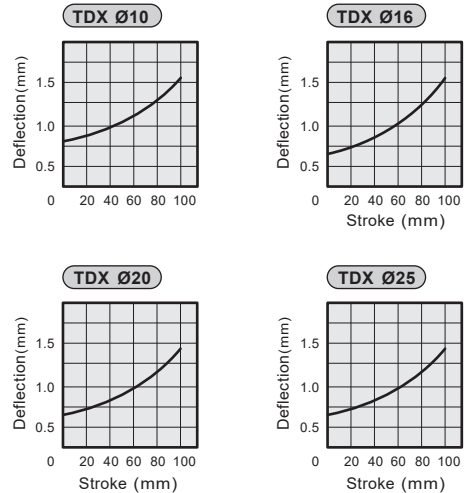 TDX Ø10
Deflection(mm)
1.5
1.0
0.5
0 20 40 60 80 100
TDX Ø16
Deflection(mm)
1.5
1.0
0.5
0 20 40 60 80 100
Stroke (mm)
TDX Ø20
Deflection(mm)
1.5
1.0
0.5
0 20 40 60 80 100
Stroke (mm)
TDX Ø25
Deflection(mm)
1.5
1.0
0.5
0 20 40 60 80 100
Stroke (mm)